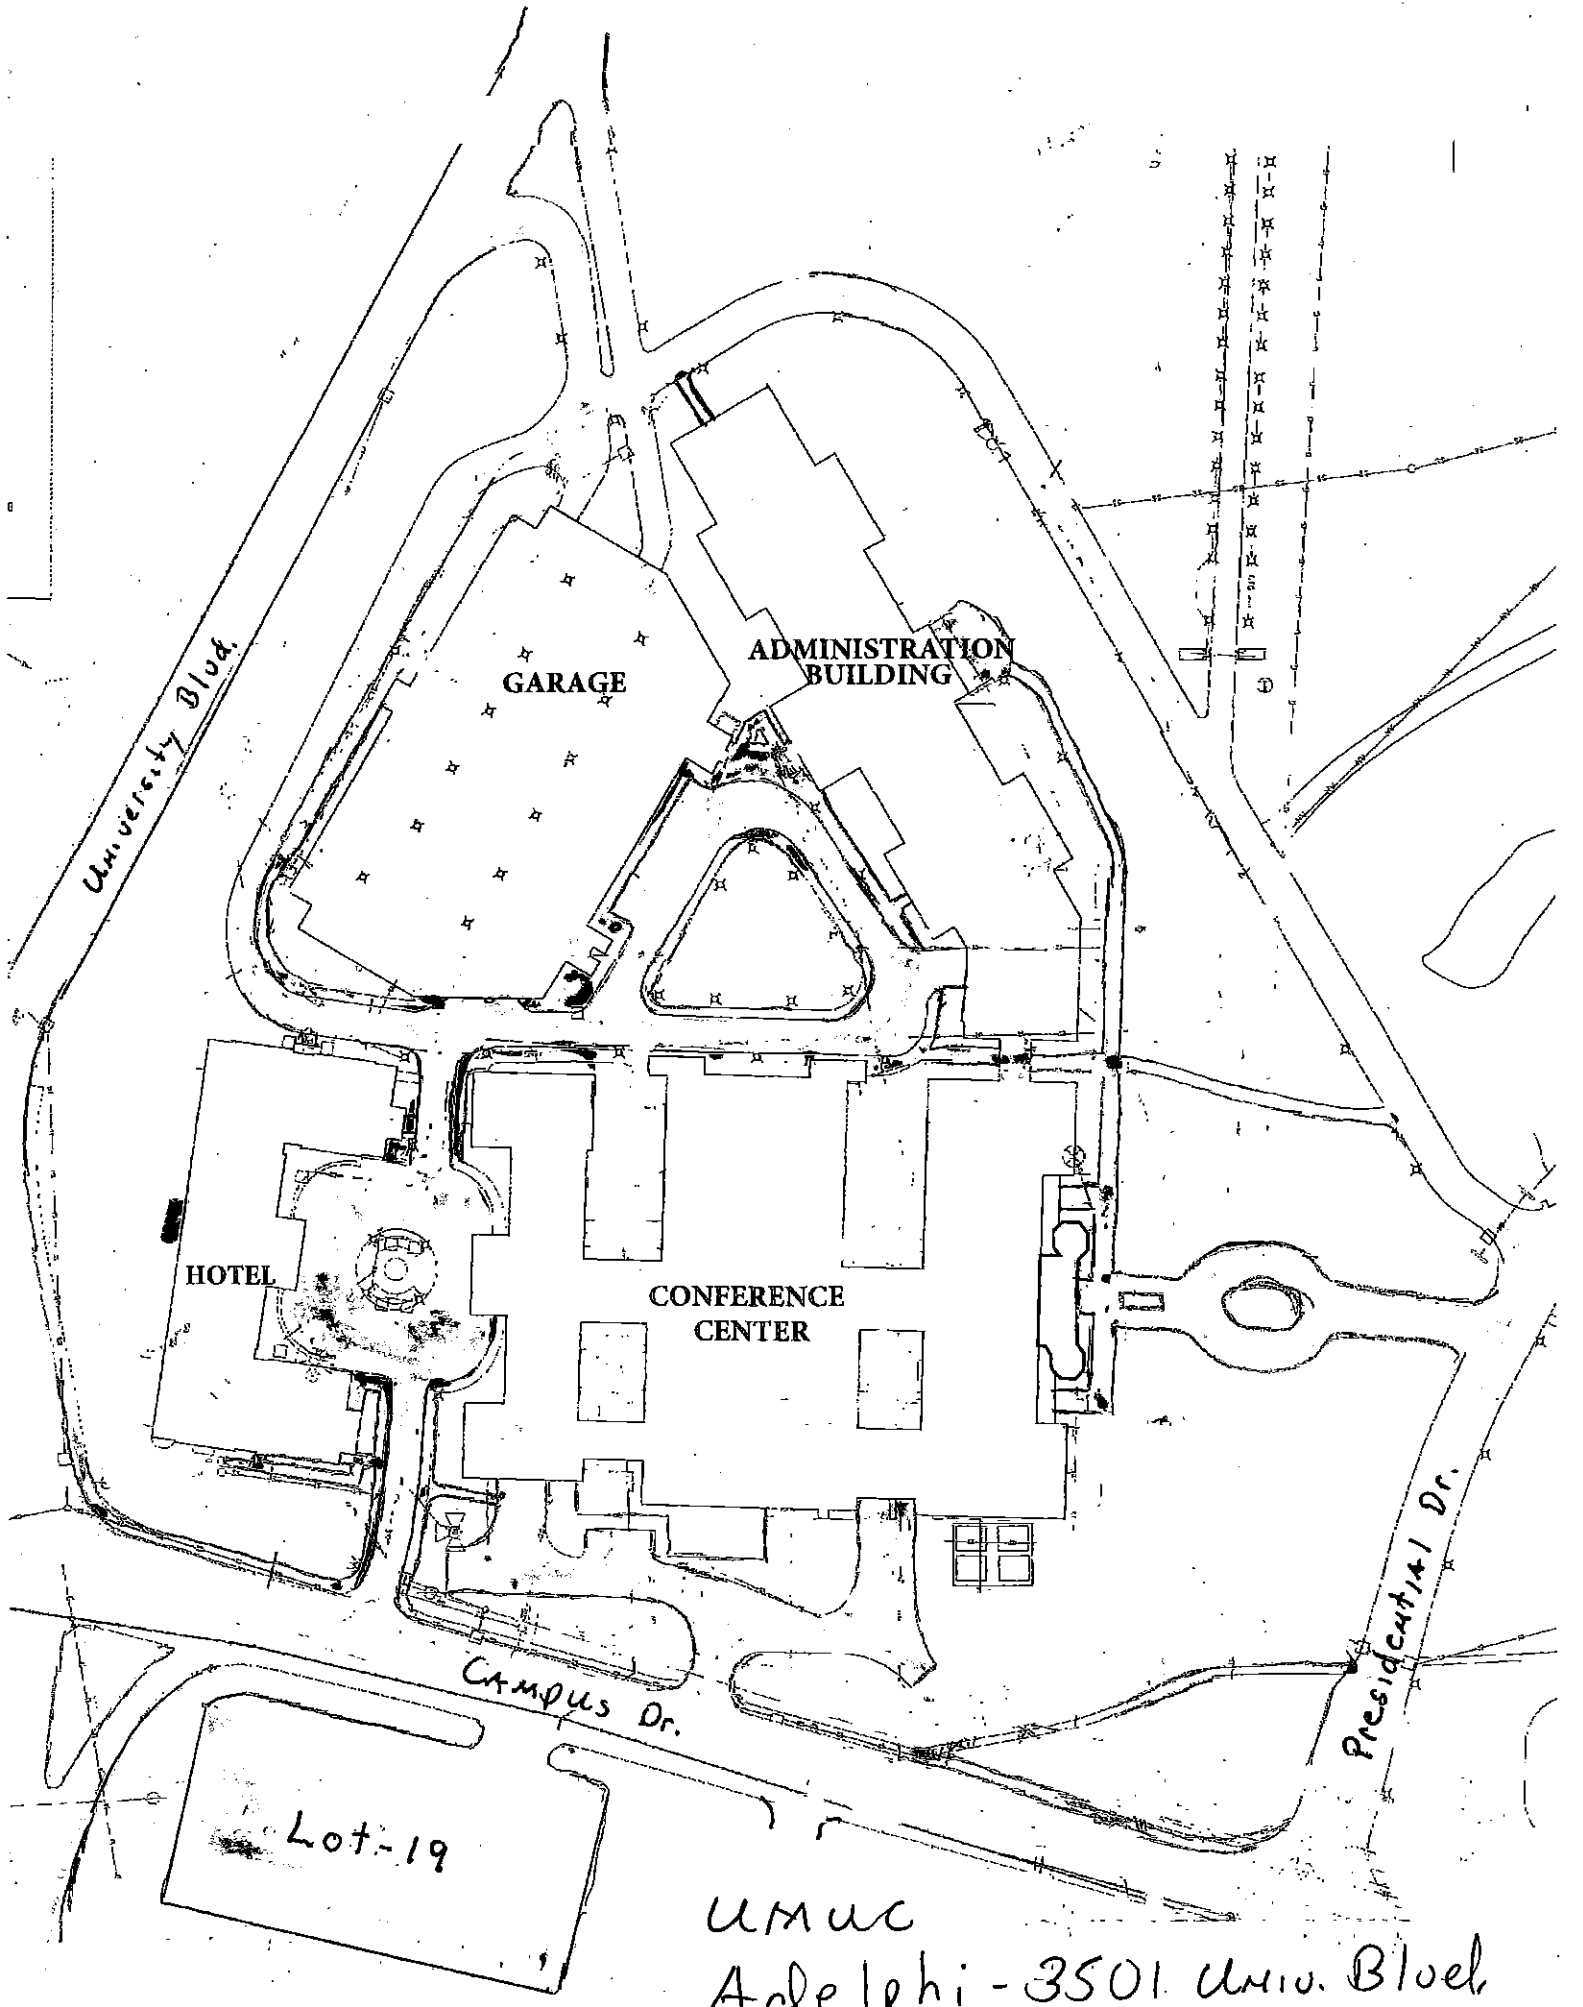 University Blvd.
GARAGE
ADMINISTRATION
BUILDING
HOTEL
CONFERENCE
CENTER
Presidential Dr.
Campus Dr.
Lot-19
UMUC
Adelphi - 3501 Univ. Blvd.